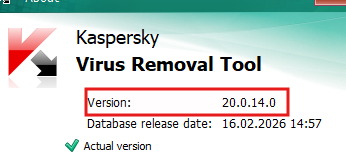 Kaspersky
Virus Removal Tool
Version: 20.0.14.0
Database release date: 16.02.2026 14:57
Actual version